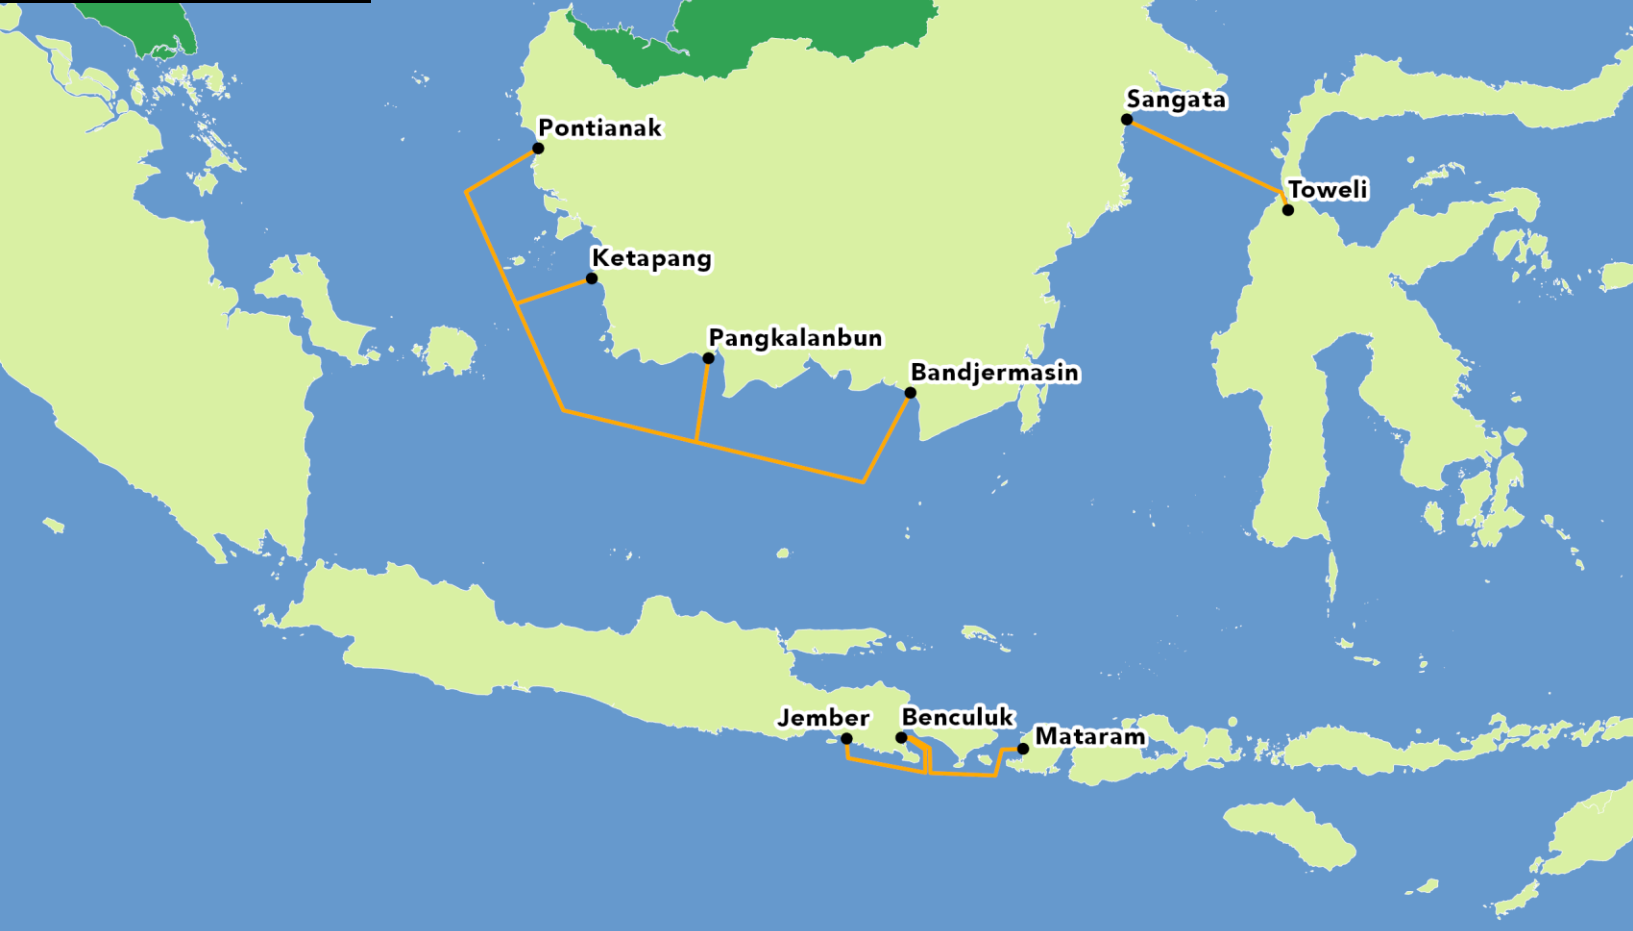 Sangata
Pontianak
Toweli
Ketapang
Pangkalanbun
Bandjermasin
Jember
Benculuk
Mataram